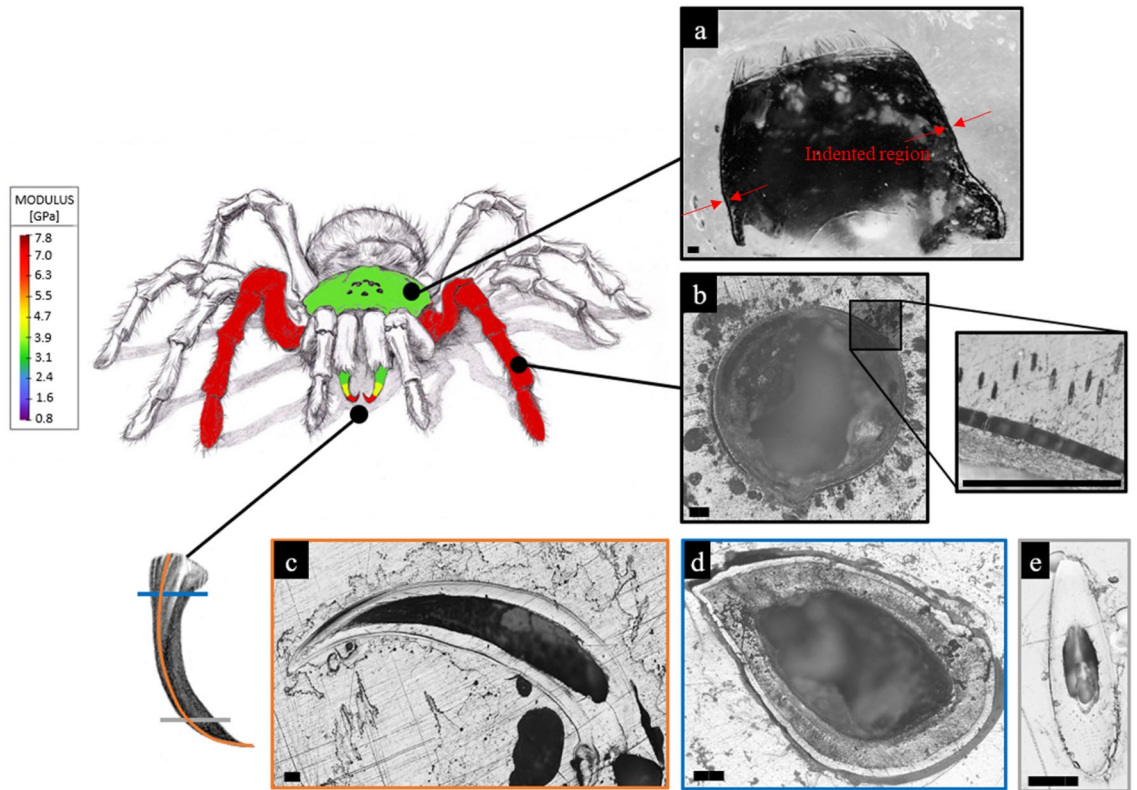 a
Indented region
MODULUS
[GPa]
7.8
7.0
6.3
5.5
4.7
3.9
3.1
2.4
1.6
0.8
b
c
d
e